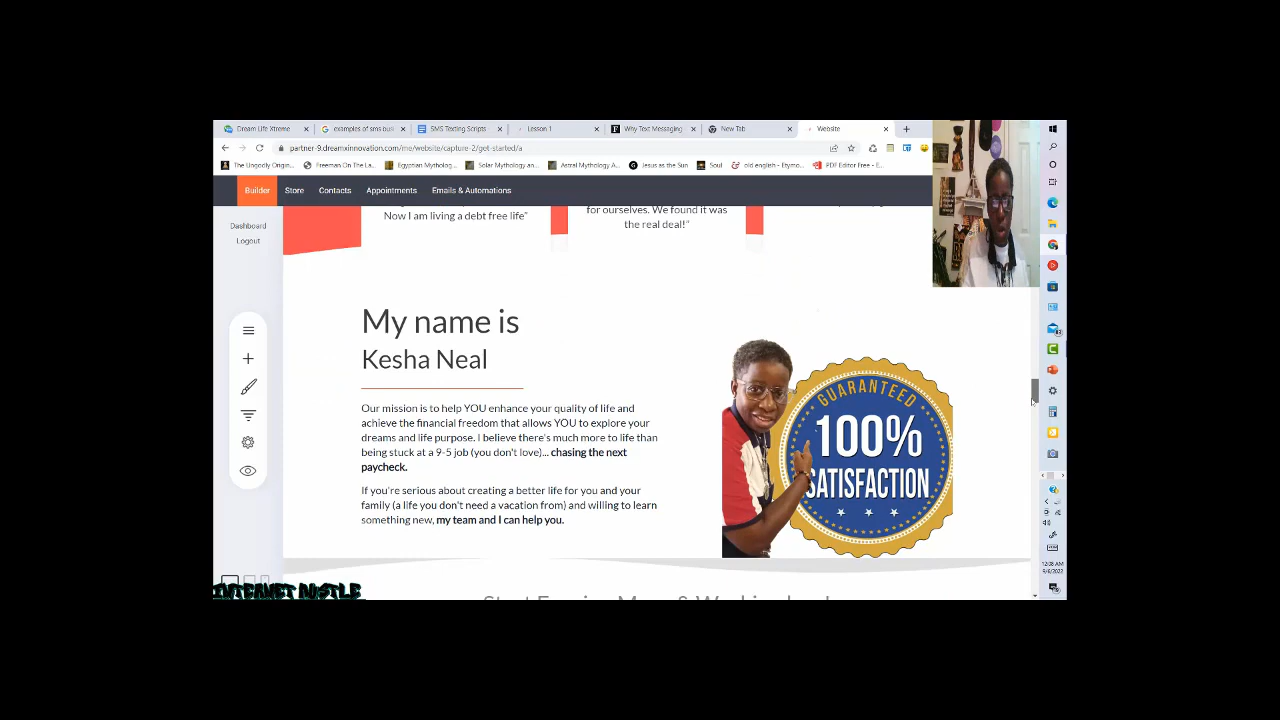 Dream Life Xtreme
examples of sms busi
SMS Texting Scripts
Lesson 1
Why Text Messaging
New Tab
Website
partner-9.dreamxinnovation.com/me/website/capture-2/get-started/a
The Ungodly Origin...
Freeman On The La...
Egyptian Mytholog...
Solar Mythology an...
Astral Mythology A...
Jesus as the Sun
Soul
old english - Etymo...
PDF Editor Free - E...
Builder
Store
Contacts
Appointments
Emails & Automations
Dashboard
Logout
Now I am living a debt free life"
for ourselves. We found it was
the real deal!"
My name is
Kesha Neal
Our mission is to help YOU enhance your quality of life and
achieve the financial freedom that allows YOU to explore your
dreams and life purpose. I believe there's much more to life than
being stuck at a 9-5 job (you don't love)... chasing the next
paycheck.
If you're serious about creating a better life for you and your
family (a life you don't need a vacation from) and willing to learn
something new, my team and I can help you.
GUARANTEED
100%
SATISFACTION
INTERNET HUSTLE
12:08 AM